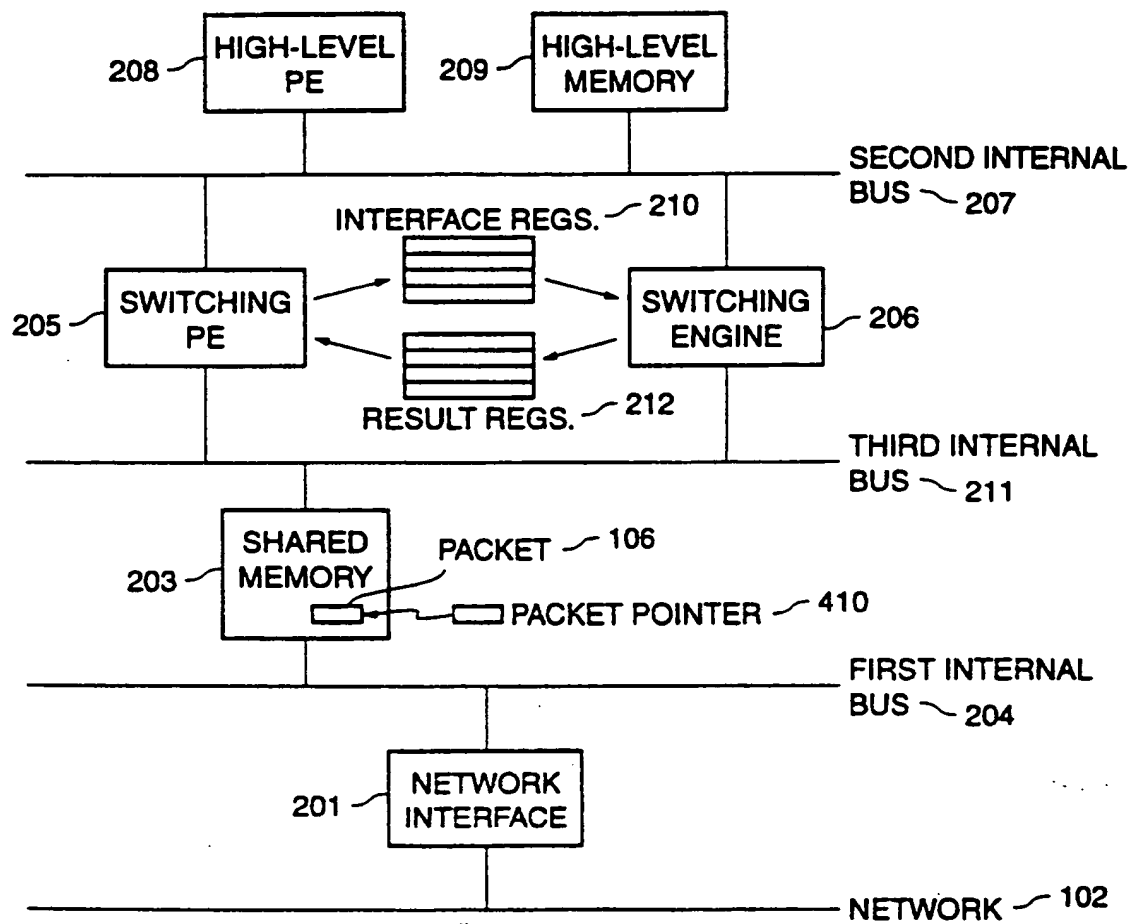 HIGH-LEVEL
PE
208
HIGH-LEVEL
MEMORY
209
SECOND INTERNAL
BUS 207
INTERFACE REGS. 210
SWITCHING
PE
205
SWITCHING
ENGINE
206
RESULT REGS. 212
THIRD INTERNAL
BUS 211
SHARED
MEMORY
203
PACKET 106
PACKET POINTER 410
FIRST INTERNAL
BUS 204
NETWORK
INTERFACE
201
NETWORK 102